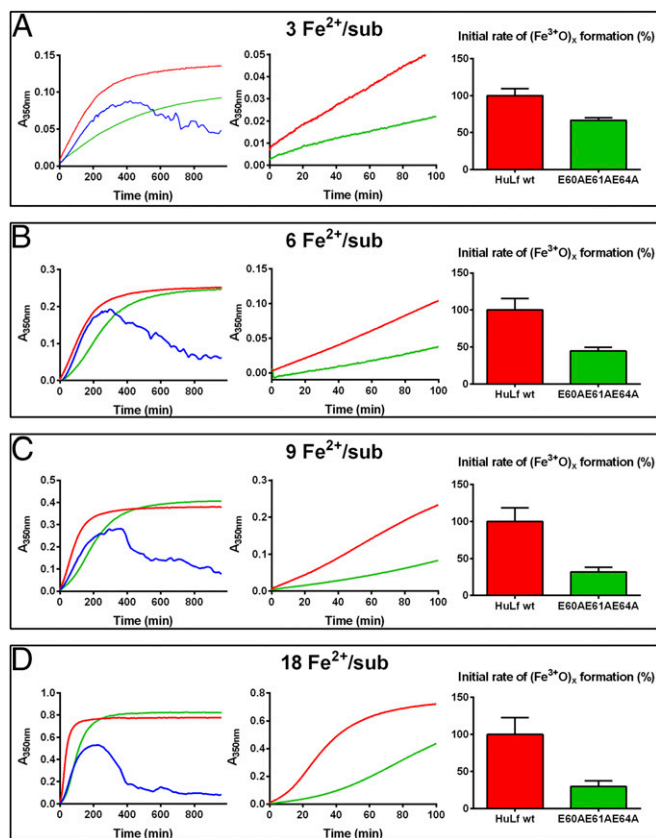 A
3 Fe²⁺/sub
Initial rate of (Fe³⁺O)ₓ formation (%)
A350nm
0.15
0.10
0.05
0.00
0 200 400 600 800
Time (min)
A350nm
0.05
0.04
0.03
0.02
0.01
0.00
0 20 40 60 80 100
Time (min)
150
100
50
0
HuLf wt E60AE61AE64A
B
6 Fe²⁺/sub
Initial rate of (Fe³⁺O)ₓ formation (%)
A350nm
0.3
0.2
0.1
0.0
0 200 400 600 800
Time (min)
A350nm
0.15
0.10
0.05
0.00
0 20 40 60 80 100
Time (min)
150
100
50
0
HuLf wt E60AE61AE64A
C
9 Fe²⁺/sub
Initial rate of (Fe³⁺O)ₓ formation (%)
A350nm
0.5
0.4
0.3
0.2
0.1
0.0
0 200 400 600 800
Time (min)
A350nm
0.3
0.2
0.1
0.0
0 20 40 60 80 100
Time (min)
150
100
50
0
HuLf wt E60AE61AE64A
D
18 Fe²⁺/sub
Initial rate of (Fe³⁺O)ₓ formation (%)
A350nm
1.0
0.8
0.6
0.4
0.2
0.0
0 200 400 600 800
Time (min)
A350nm
0.8
0.6
0.4
0.2
0.0
0 20 40 60 80 100
Time (min)
150
100
50
0
HuLf wt E60AE61AE64A